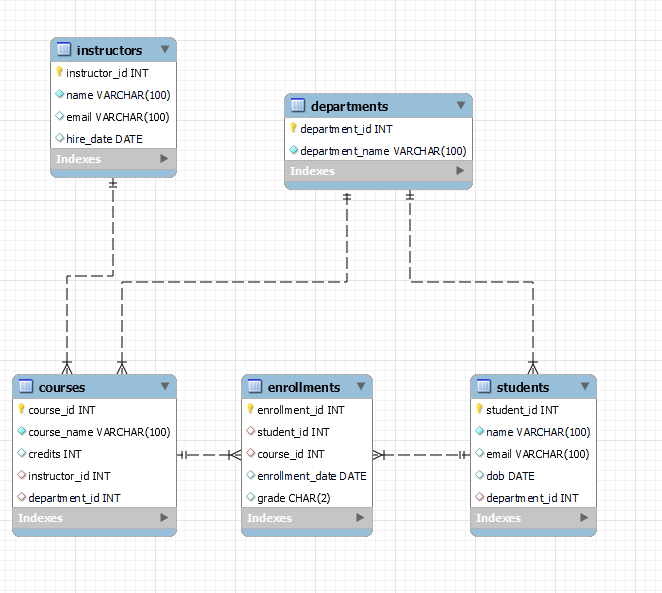 instructors
instructor_id INT
name VARCHAR(100)
email VARCHAR(100)
hire_date DATE
Indexes
departments
department_id INT
department_name VARCHAR(100)
Indexes
courses
course_id INT
course_name VARCHAR(100)
credits INT
instructor_id INT
department_id INT
Indexes
enrollments
enrollment_id INT
student_id INT
course_id INT
enrollment_date DATE
grade CHAR(2)
Indexes
students
student_id INT
name VARCHAR(100)
email VARCHAR(100)
dob DATE
department_id INT
Indexes